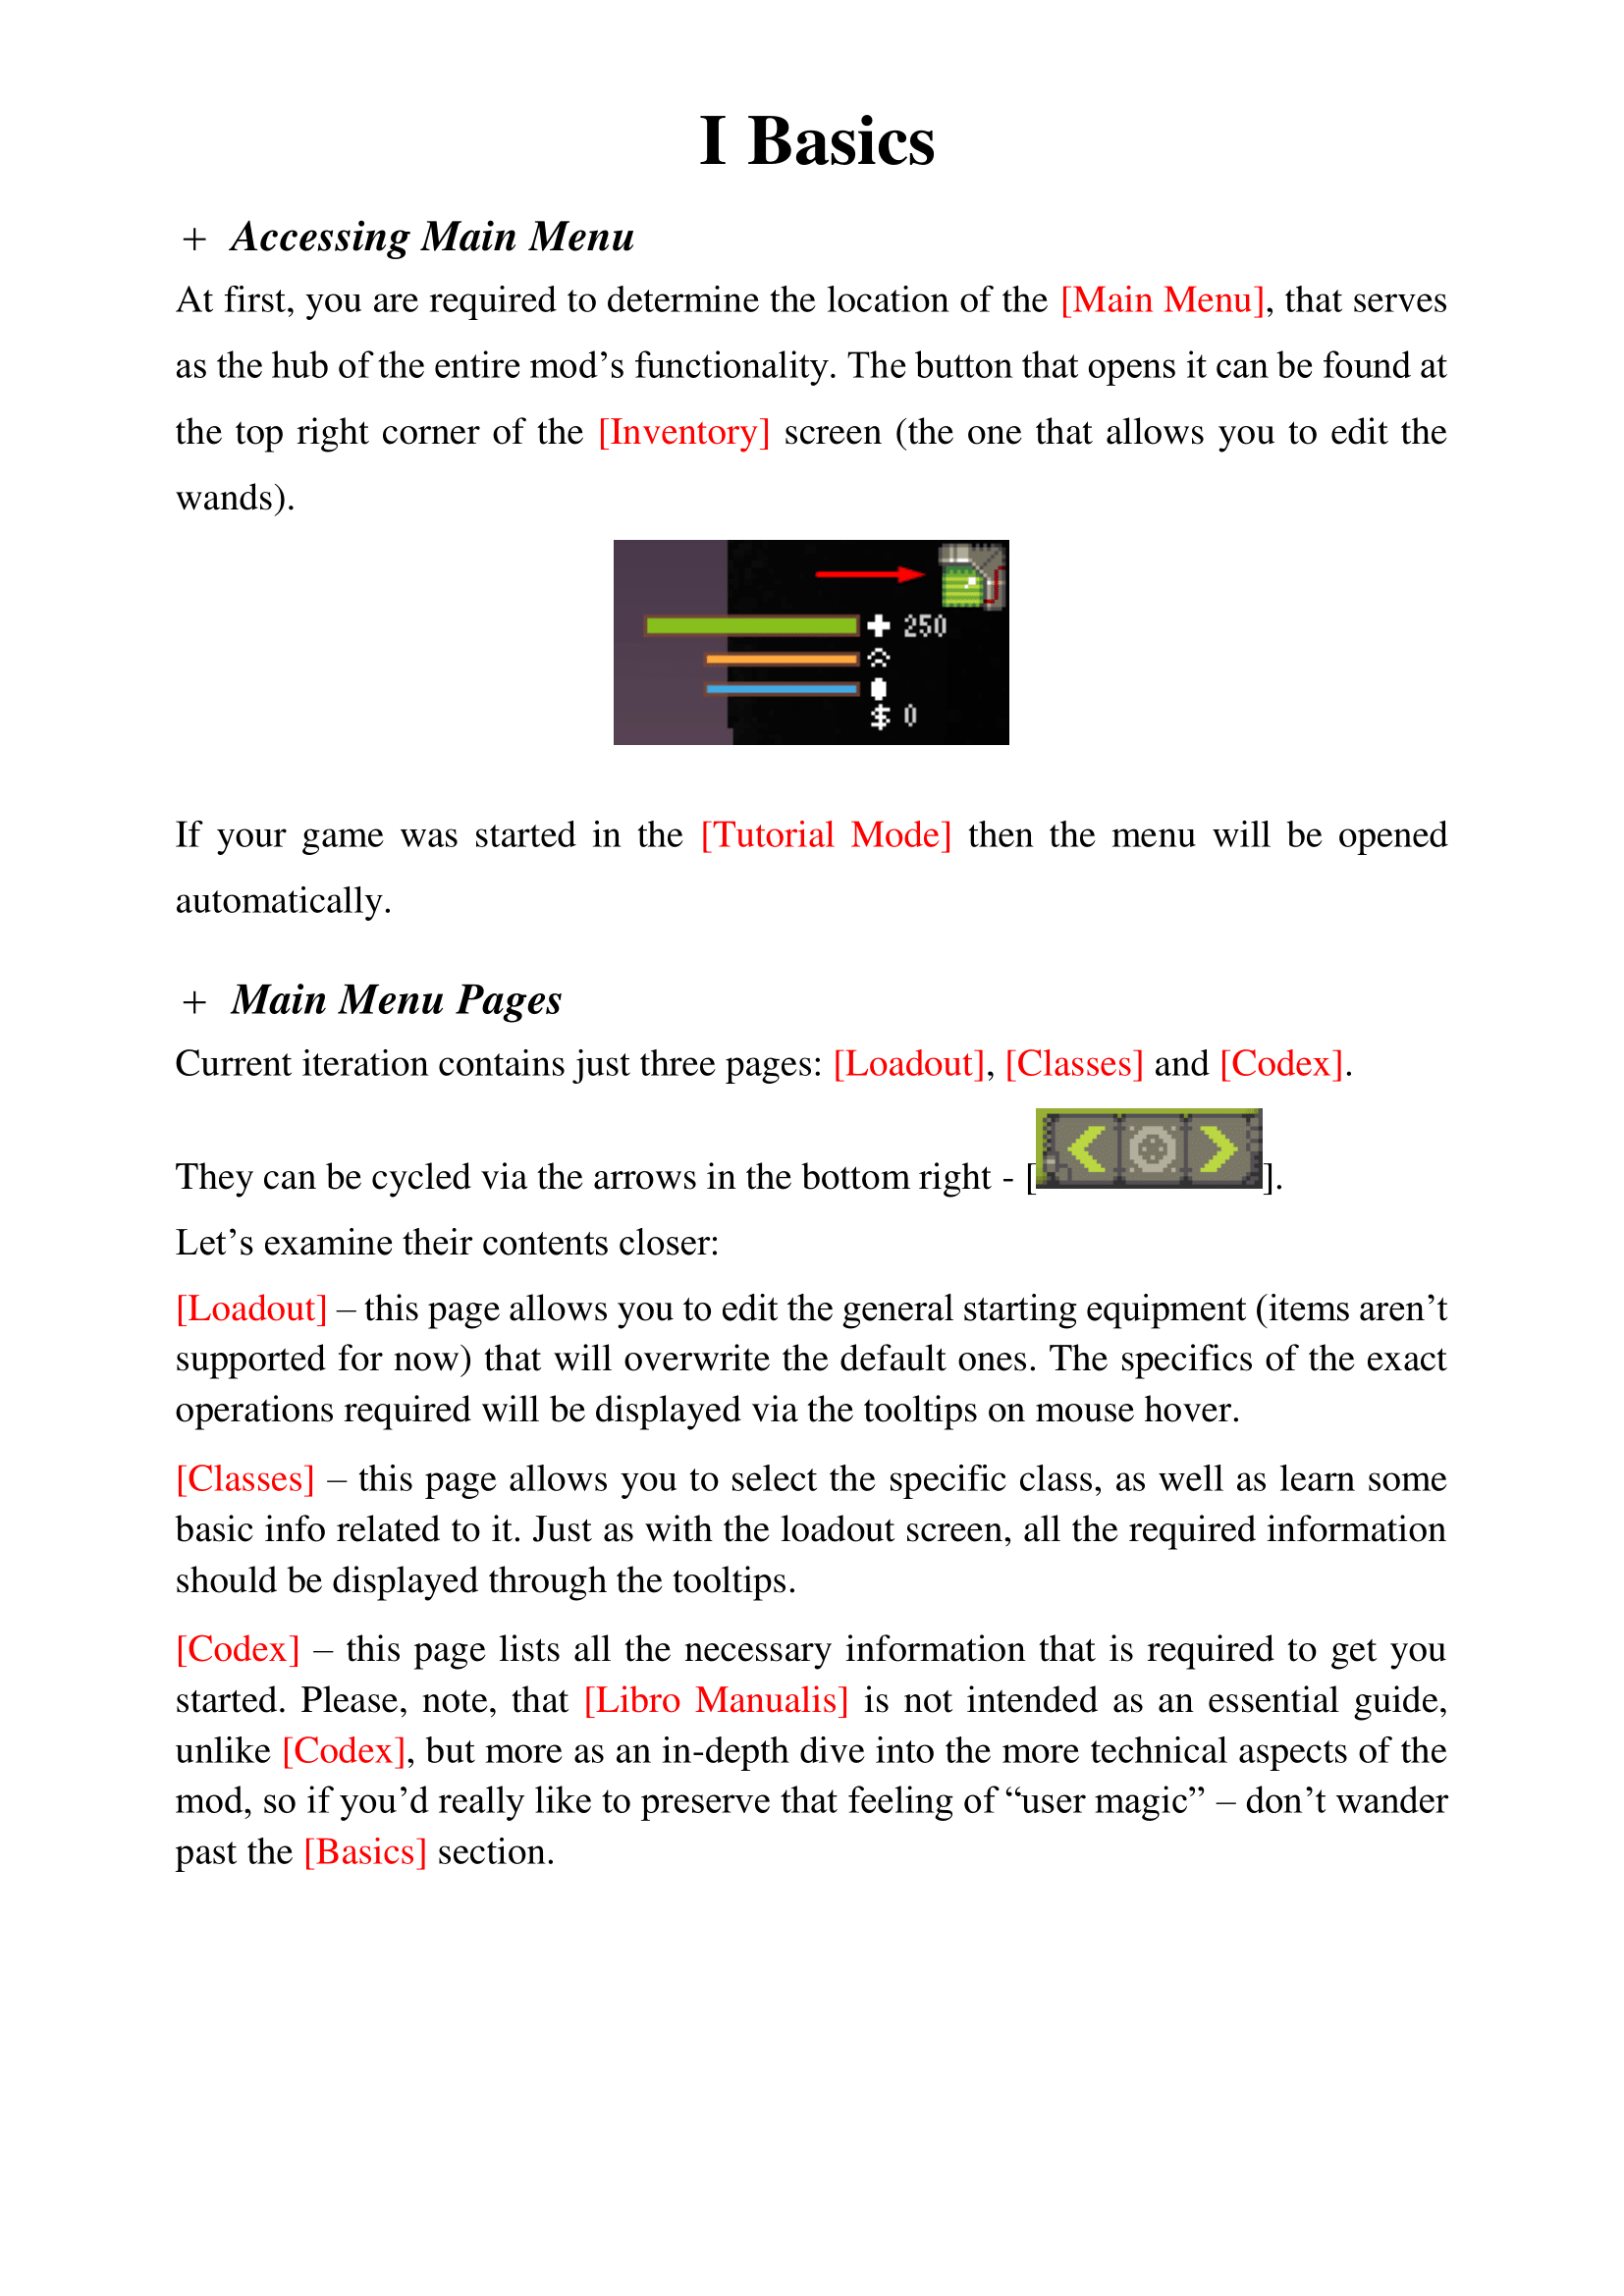 I Basics
+ Accessing Main Menu
At first, you are required to determine the location of the [Main Menu], that serves
as the hub of the entire mod’s functionality. The button that opens it can be found at
the top right corner of the [Inventory] screen (the one that allows you to edit the
wands).
250
0
If your game was started in the [Tutorial Mode] then the menu will be opened
automatically.
+ Main Menu Pages
Current iteration contains just three pages: [Loadout], [Classes] and [Codex].
They can be cycled via the arrows in the bottom right - [].
Let’s examine their contents closer:
[Loadout] – this page allows you to edit the general starting equipment (items aren’t
supported for now) that will overwrite the default ones. The specifics of the exact
operations required will be displayed via the tooltips on mouse hover.
[Classes] – this page allows you to select the specific class, as well as learn some
basic info related to it. Just as with the loadout screen, all the required information
should be displayed through the tooltips.
[Codex] – this page lists all the necessary information that is required to get you
started. Please, note, that [Libro Manualis] is not intended as an essential guide,
unlike [Codex], but more as an in-depth dive into the more technical aspects of the
mod, so if you’d really like to preserve that feeling of “user magic” – don’t wander
past the [Basics] section.